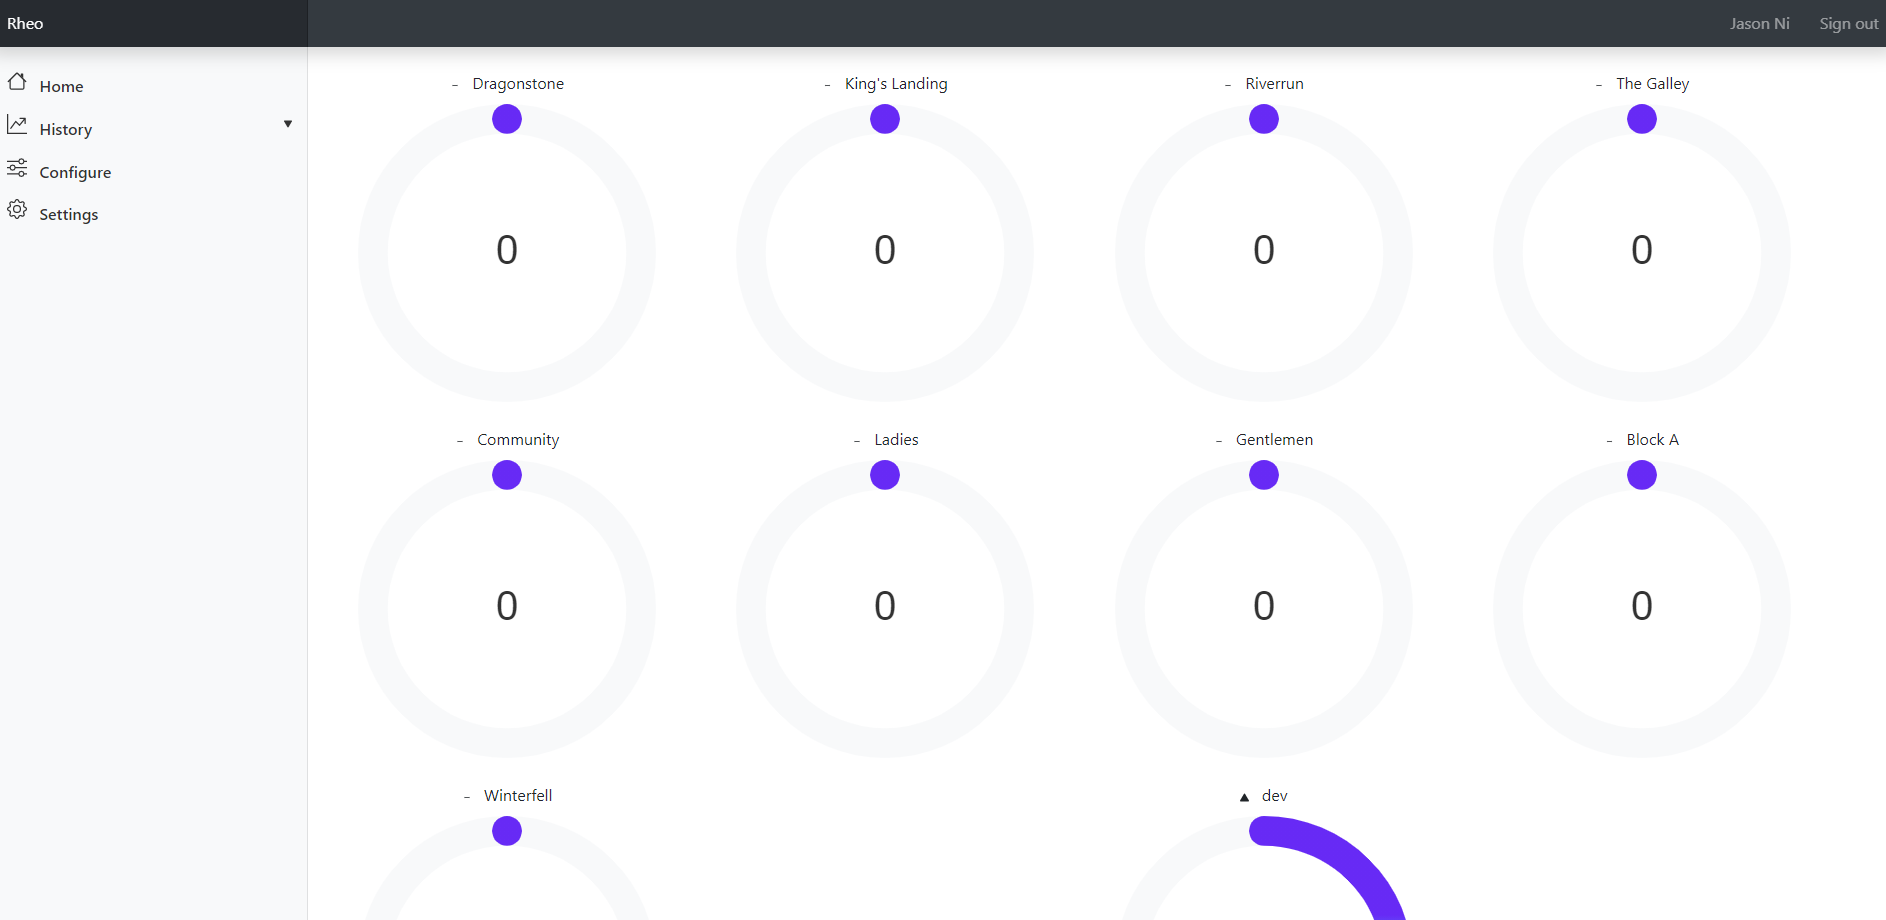 Rheo
Jason Ni Sign out
Home
History
Configure
Settings
- Dragonstone
- King's Landing
- Riverrun
- The Galley
0
0
0
0
- Community
- Ladies
- Gentlemen
- Block A
0
0
0
0
- Winterfell
▲ dev